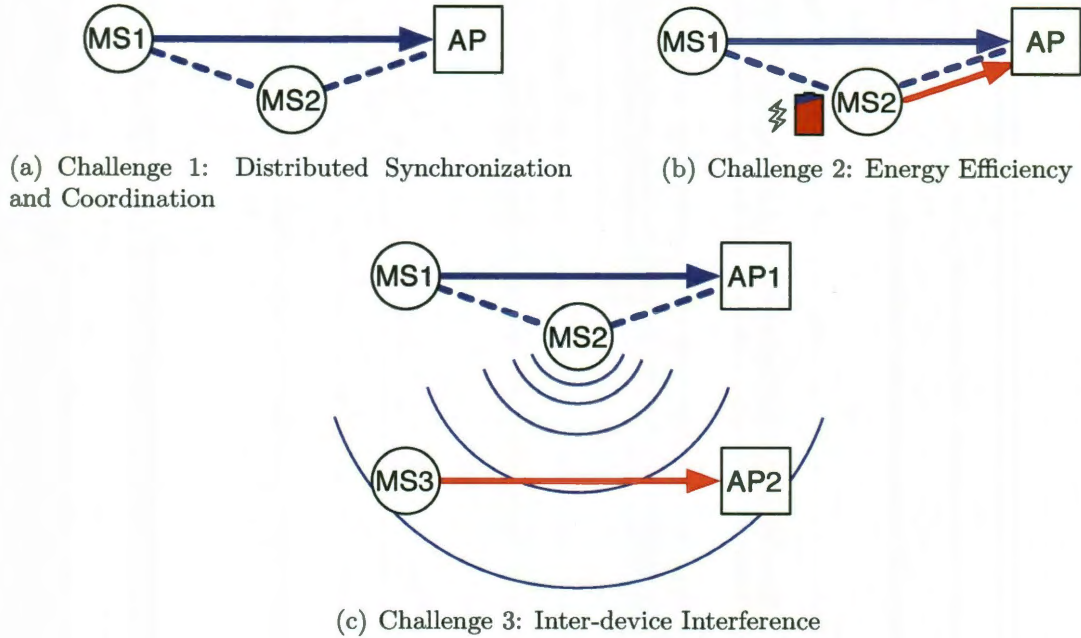 MS1 AP
MS2
(a) Challenge 1: Distributed Synchronization
and Coordination
MS1 AP
MS2
(b) Challenge 2: Energy Efficiency
MS1 AP1
MS2
MS3 AP2
(c) Challenge 3: Inter-device Interference